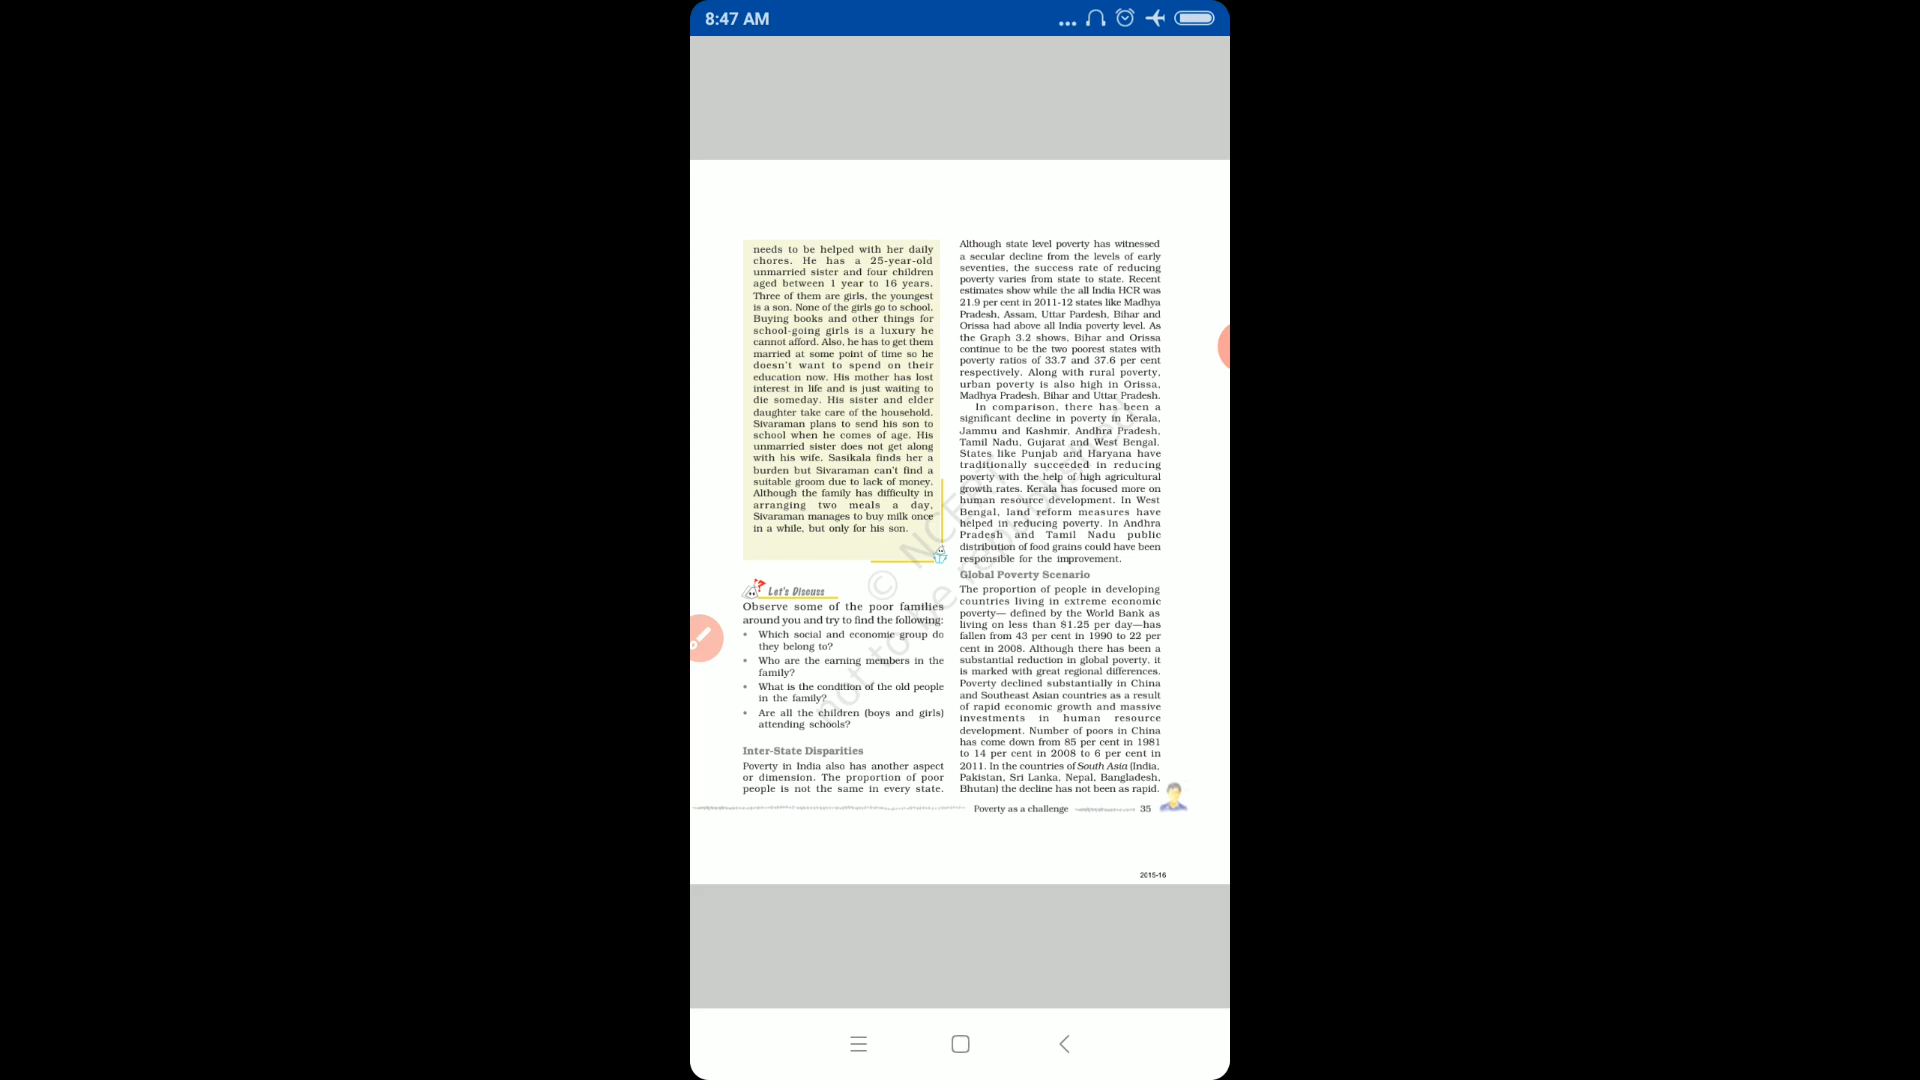 8:47 AM
needs to be helped with her daily
chores. He has a 25-year-old
unmarried sister and four children
aged between 1 year to 16 years.
Three of them are girls, the youngest
is a son. None of the girls go to school.
Buying books and other things for
school-going girls is a luxury he
cannot afford. Also, he has to get them
married at some point of time so he
doesn't want to spend on their
education now. His mother has lost
interest in life and is just waiting to
die someday. His sister and elder
daughter take care of the household.
Sivaraman plans to send his son to
school when he comes of age. His
unmarried sister does not get along
with his wife. Sasikala finds her a
burden but Sivaraman can't find a
suitable groom due to lack of money.
Although the family has difficulty in
arranging two meals a day,
Sivaraman manages to buy milk once
in a while, but only for his son.
Let's Discuss
Observe some of the poor families
around you and try to find the following:
• Which social and economic group do
they belong to?
• Who are the earning members in the
family?
• What is the condition of the old people
in the family?
• Are all the children (boys and girls)
attending schools?
Inter-State Disparities
Poverty in India also has another aspect
or dimension. The proportion of poor
people is not the same in every state.
Although state level poverty has witnessed
a secular decline from the levels of early
seventies, the success rate of reducing
poverty varies from state to state. Recent
estimates show while the all India HCR was
21.9 per cent in 2011-12 states like Madhya
Pradesh, Assam, Uttar Pardesh, Bihar and
Orissa had above all India poverty level. As
the Graph 3.2 shows, Bihar and Orissa
continue to be the two poorest states with
poverty ratios of 33.7 and 37.6 per cent
respectively. Along with rural poverty,
urban poverty is also high in Orissa,
Madhya Pradesh, Bihar and Uttar Pradesh.
In comparison, there has been a
significant decline in poverty in Kerala,
Jammu and Kashmir, Andhra Pradesh,
Tamil Nadu, Gujarat and West Bengal.
States like Punjab and Haryana have
traditionally succeeded in reducing
poverty with the help of high agricultural
growth rates. Kerala has focused more on
human resource development. In West
Bengal, land reform measures have
helped in reducing poverty. In Andhra
Pradesh and Tamil Nadu public
distribution of food grains could have been
responsible for the improvement.
Global Poverty Scenario
The proportion of people in developing
countries living in extreme economic
poverty— defined by the World Bank as
living on less than $1.25 per day—has
fallen from 43 per cent in 1990 to 22 per
cent in 2008. Although there has been a
substantial reduction in global poverty, it
is marked with great regional differences.
Poverty declined substantially in China
and Southeast Asian countries as a result
of rapid economic growth and massive
investments in human resource
development. Number of poors in China
has come down from 85 per cent in 1981
to 14 per cent in 2008 to 6 per cent in
2011. In the countries of South Asia (India,
Pakistan, Sri Lanka, Nepal, Bangladesh,
Bhutan) the decline has not been as rapid.
© NCERT
not to be republished
Poverty as a challenge 35
2015-16